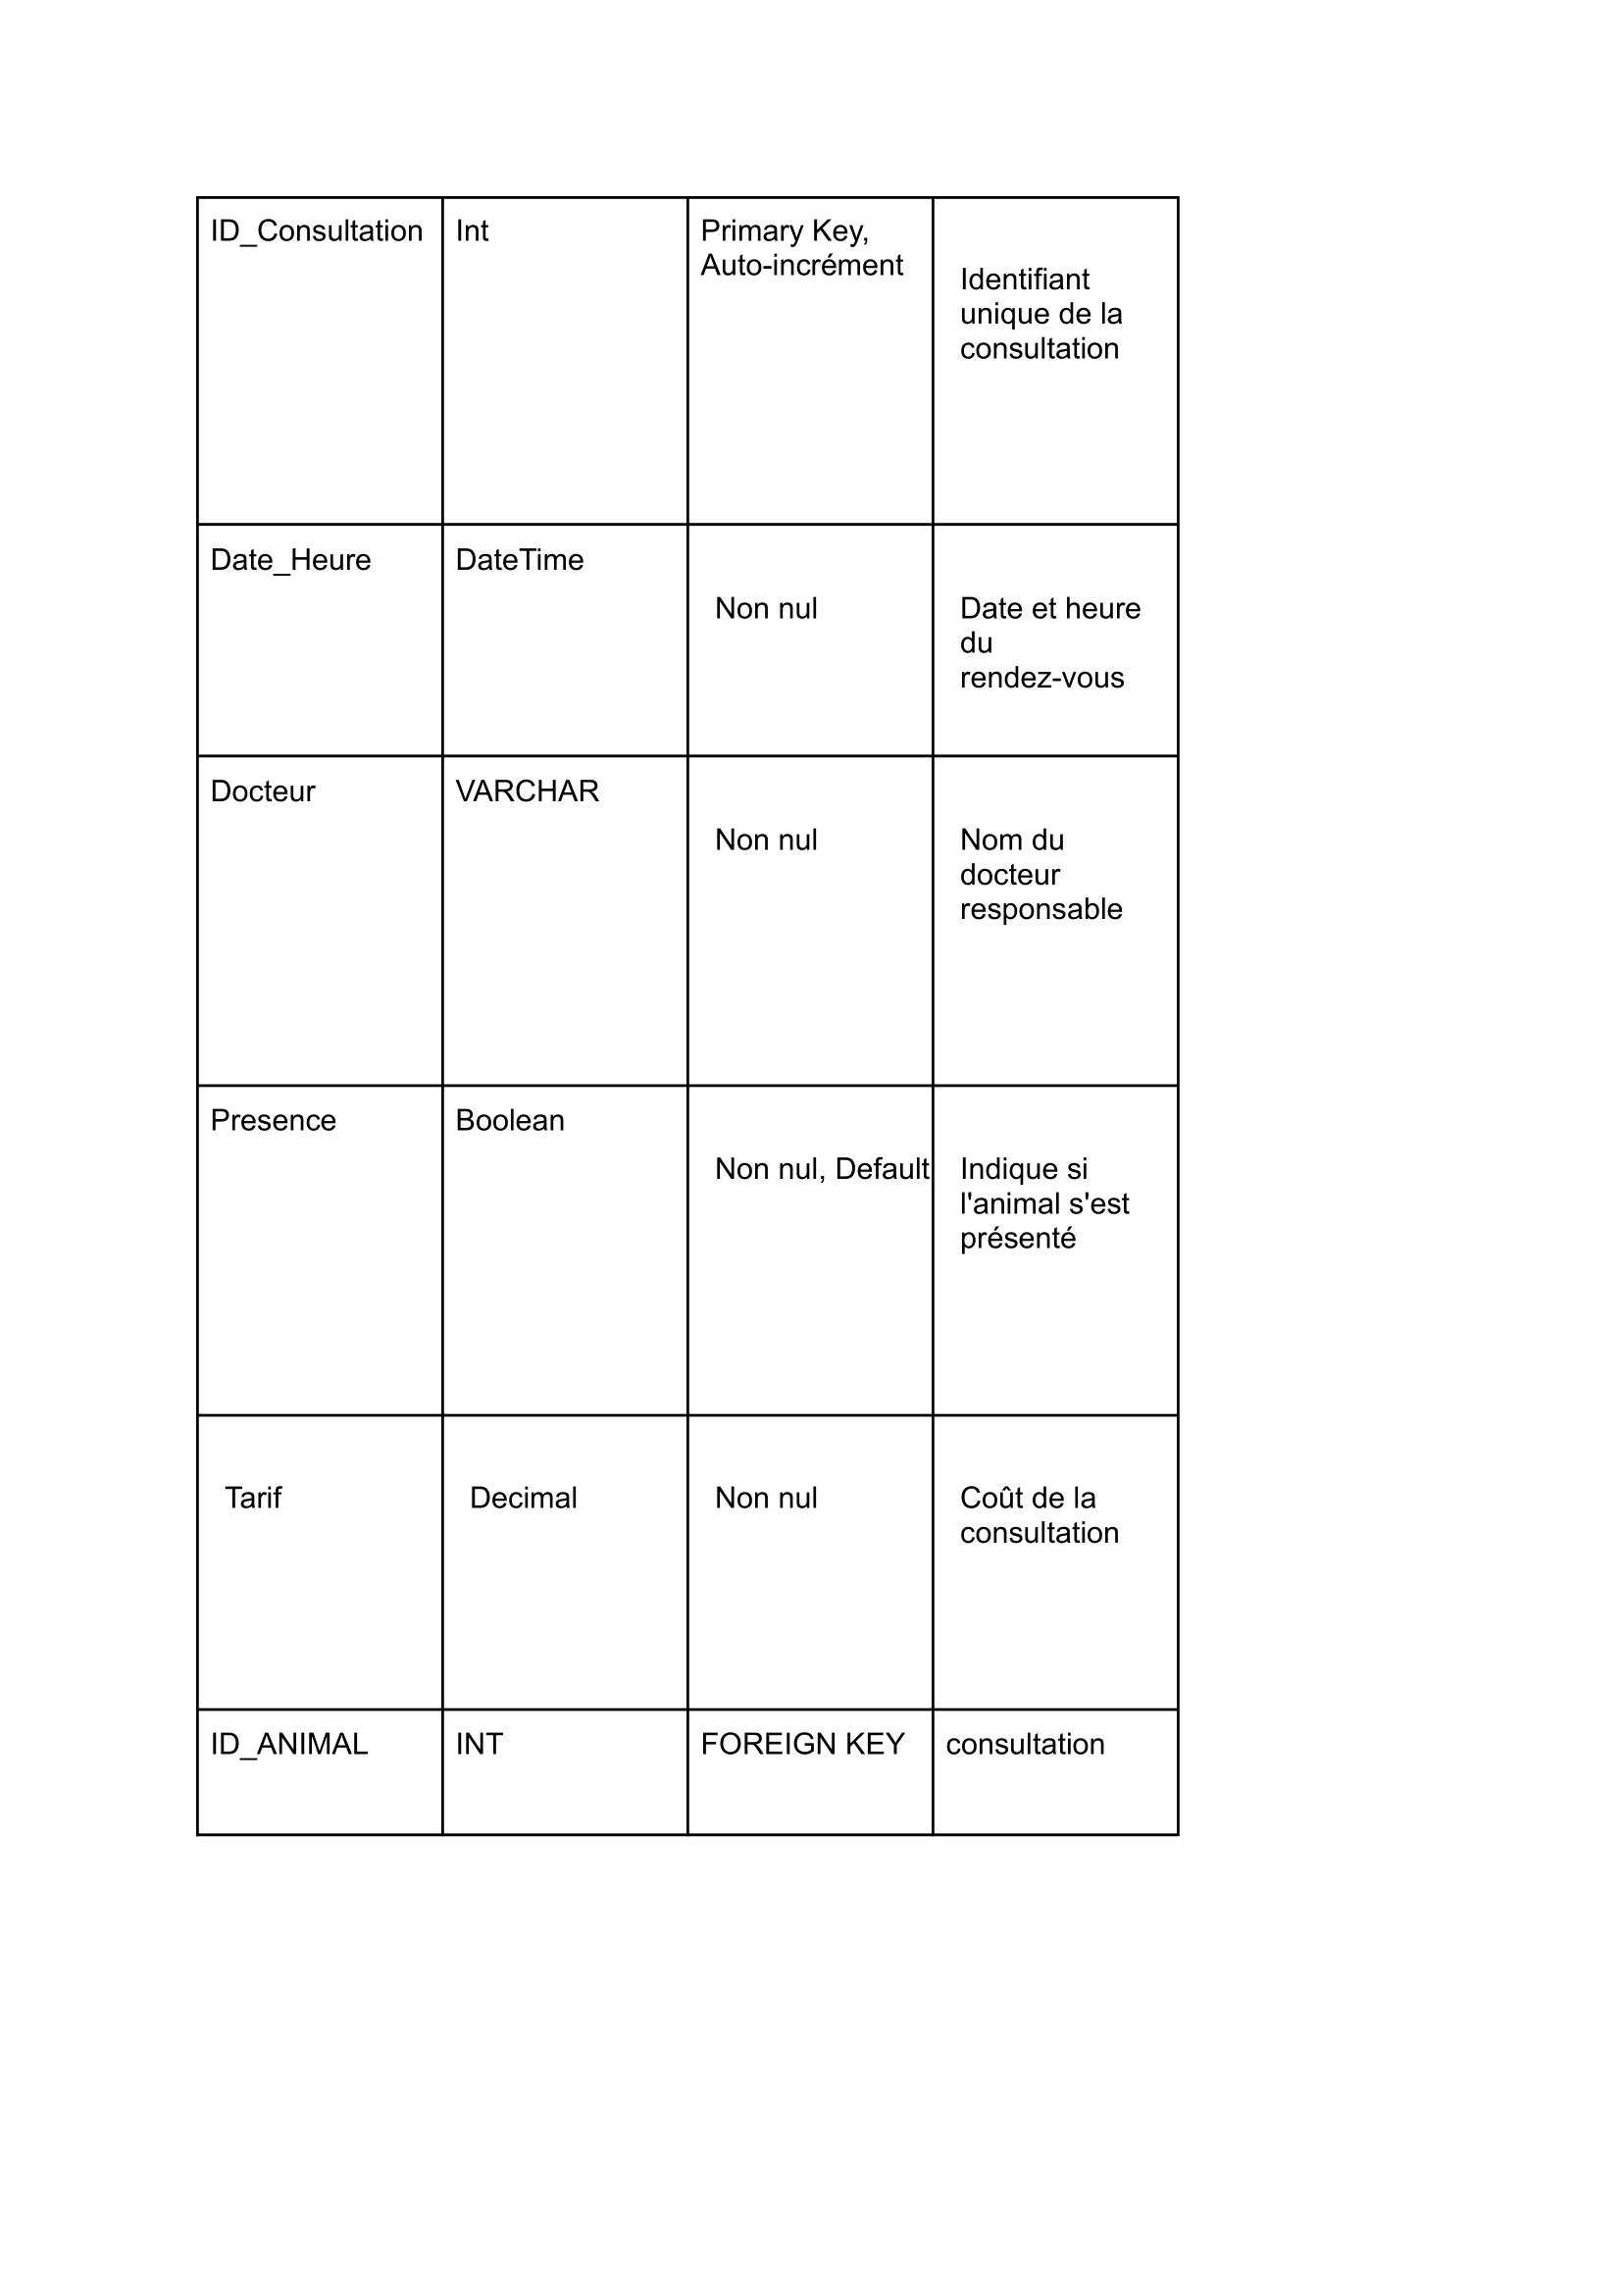 ID_Consultation
Int
Primary Key,
Auto-incrément
Identifiant
unique de la
consultation
Date_Heure
DateTime
Non nul
Date et heure
du
rendez-vous
Docteur
VARCHAR
Non nul
Nom du
docteur
responsable
Presence
Boolean
Non nul, Default
Indique si
l'animal s'est
présenté
Tarif
Decimal
Non nul
Coût de la
consultation
ID_ANIMAL
INT
FOREIGN KEY
consultation